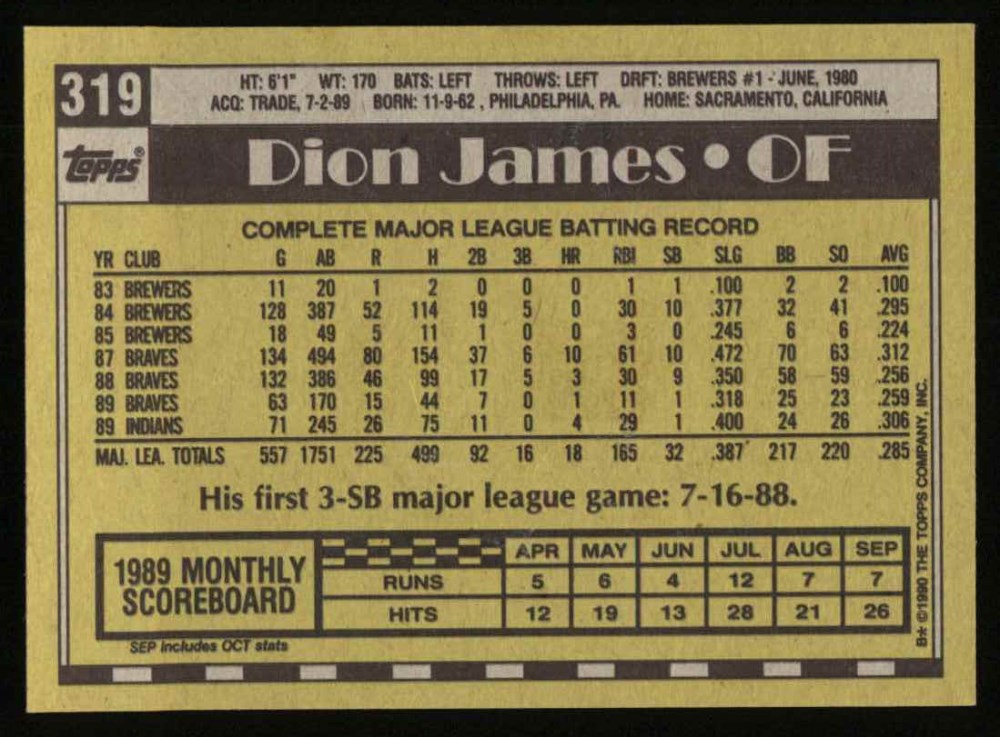 319
HT: 6'1" WT: 170 BATS: LEFT THROWS: LEFT DRFT: BREWERS #1 - JUNE, 1980
ACQ: TRADE, 7-2-89 BORN: 11-9-62, PHILADELPHIA, PA. HOME: SACRAMENTO, CALIFORNIA
Topps®
Dion James • OF
COMPLETE MAJOR LEAGUE BATTING RECORD
YR CLUB G AB R H 2B 3B HR RBI SB SLG BB SO AVG
83 BREWERS 11 20 1 2 0 0 0 1 1 .100 2 2 .100
84 BREWERS 128 387 52 114 19 5 0 30 10 .377 32 41 .295
85 BREWERS 18 49 5 11 1 0 0 3 0 .245 6 6 .224
87 BRAVES 134 494 80 154 37 6 10 61 10 .472 70 63 .312
88 BRAVES 132 386 46 99 17 5 3 30 9 .350 58 59 .256
89 BRAVES 63 170 15 44 7 0 1 11 1 .318 25 23 .259
89 INDIANS 71 245 26 75 11 0 4 29 1 .400 24 26 .306
MAJ. LEA. TOTALS 557 1751 225 499 92 16 18 165 32 .387 217 220 .285
His first 3-SB major league game: 7-16-88.
1989 MONTHLY
SCOREBOARD
APR MAY JUN JUL AUG SEP
RUNS 5 6 4 12 7 7
HITS 12 19 13 28 21 26
SEP includes OCT stats
B* ©1990 THE TOPPS COMPANY, INC.